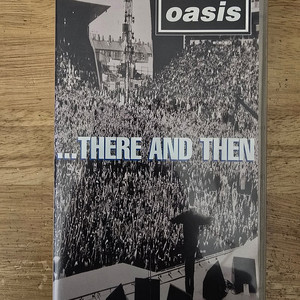 oasis
...THERE AND THEN